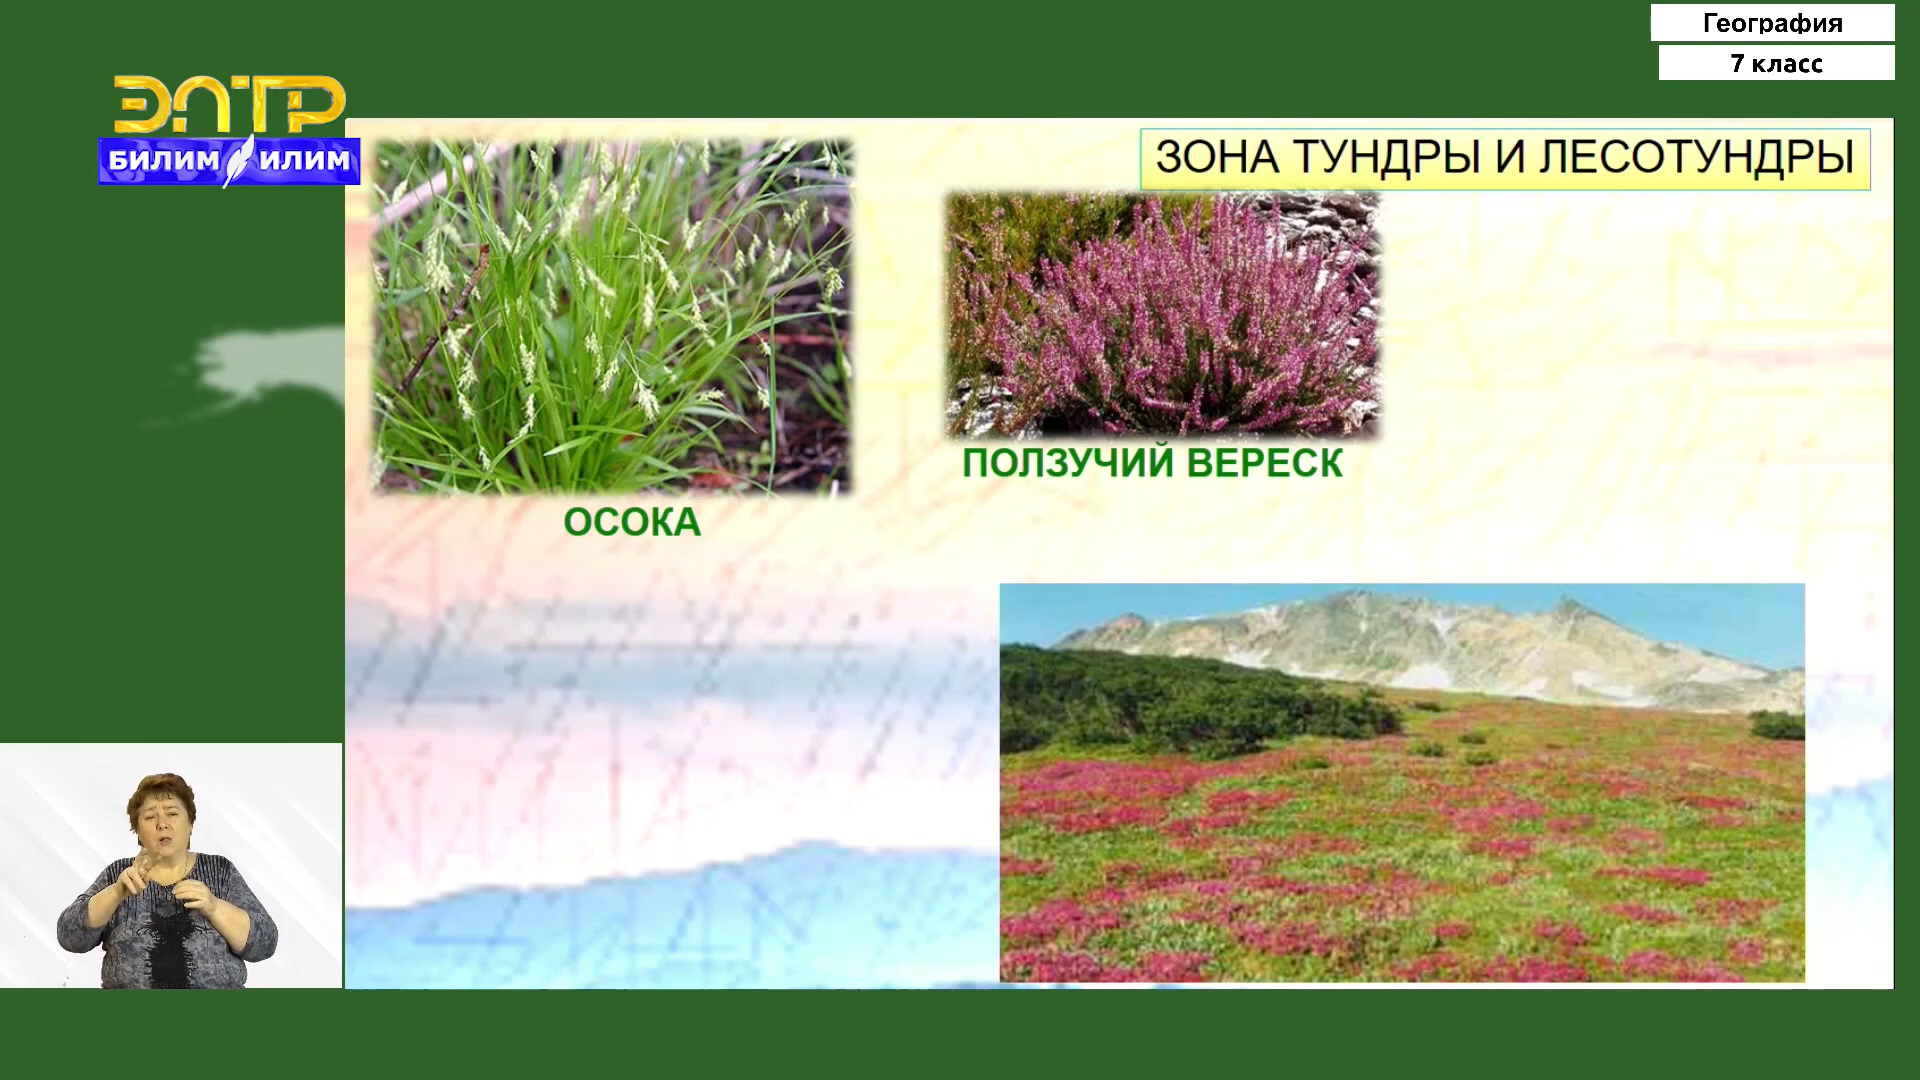 География
7 класс
ЭЛТР
БИЛИМ ИЛИМ
ЗОНА ТУНДРЫ И ЛЕСОТУНДРЫ
ПОЛЗУЧИЙ ВЕРЕСК
ОСОКА